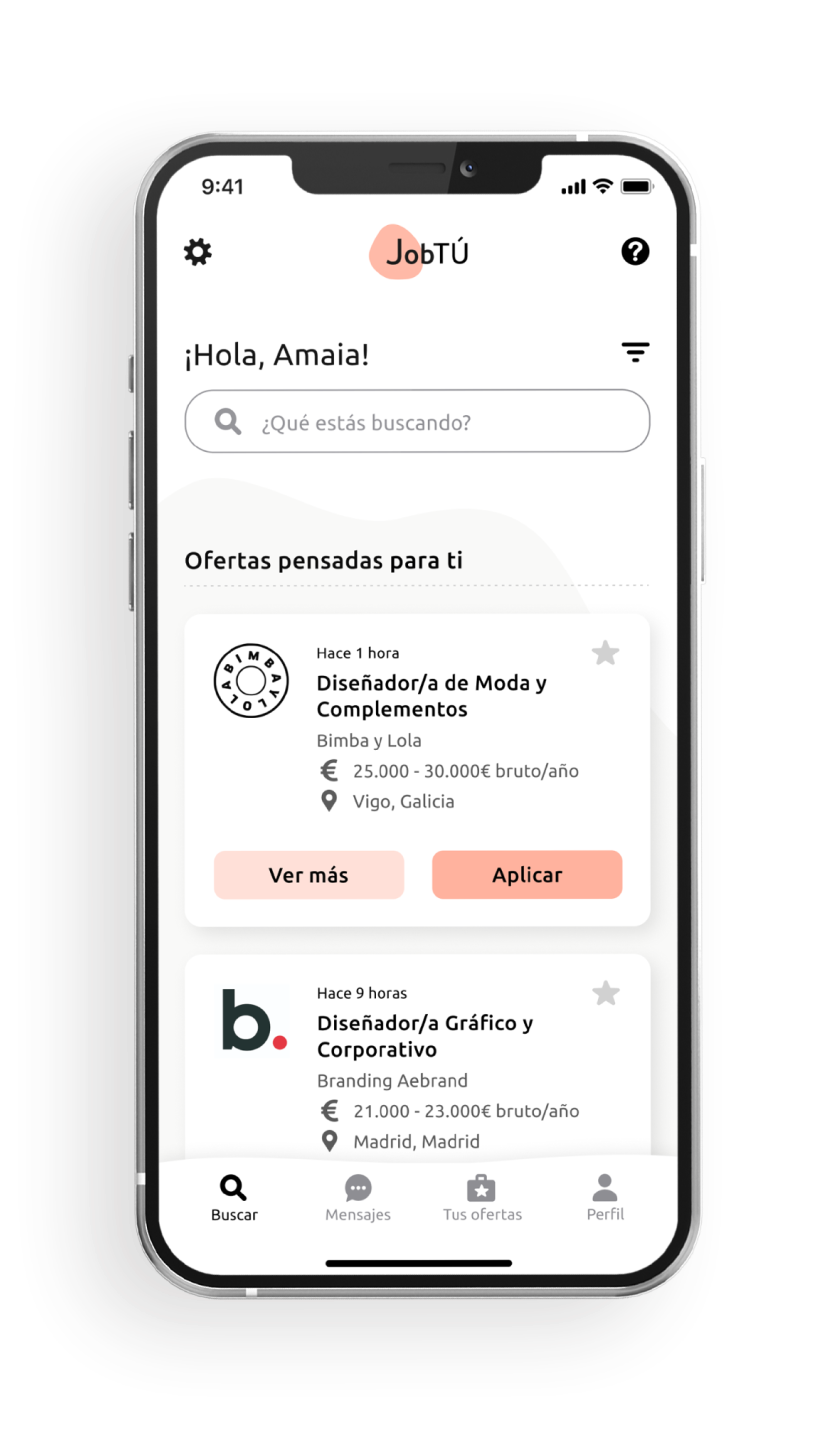 9:41
JobTÚ
¡Hola, Amaia!
¿Qué estás buscando?
Ofertas pensadas para ti
BIMBA Y LOLA
Hace 1 hora
Diseñador/a de Moda y
Complementos
Bimba y Lola
25.000 - 30.000€ bruto/año
Vigo, Galicia
Ver más
Aplicar
b.
Hace 9 horas
Diseñador/a Gráfico y
Corporativo
Branding Aebrand
21.000 - 23.000€ bruto/año
Madrid, Madrid
Buscar
Mensajes
Tus ofertas
Perfil